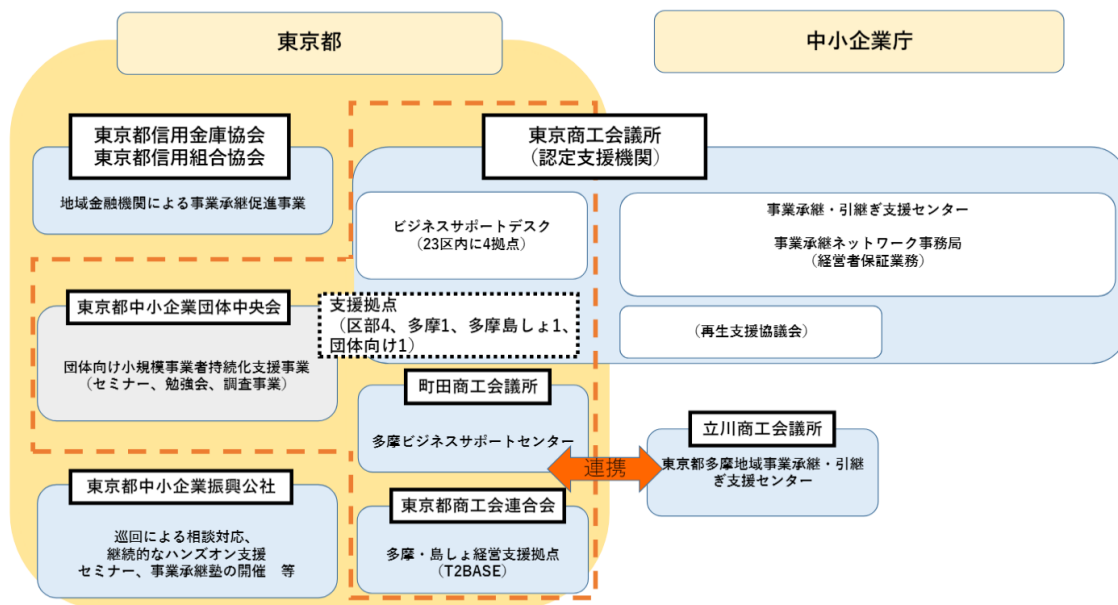 東京都
中小企業庁
東京都信用金庫協会
東京都信用組合協会
地域金融機関による事業承継促進事業
東京商工会議所
（認定支援機関）
ビジネスサポートデスク
（23区内に4拠点）
事業承継・引継ぎ支援センター
事業承継ネットワーク事務局
（経営者保証業務）
（再生支援協議会）
東京都中小企業団体中央会
団体向け小規模事業者持続化支援事業
（セミナー、勉強会、調査事業）
支援拠点
（区部4、多摩1、多摩島しょ1、
団体向け1）
町田商工会議所
多摩ビジネスサポートセンター
連携
立川商工会議所
東京都多摩地域事業承継・引継
ぎ支援センター
東京都中小企業振興公社
巡回による相談対応、
継続的なハンズオン支援
セミナー、事業承継塾の開催　等
東京都商工会連合会
多摩・島しょ経営支援拠点
（T2BASE）